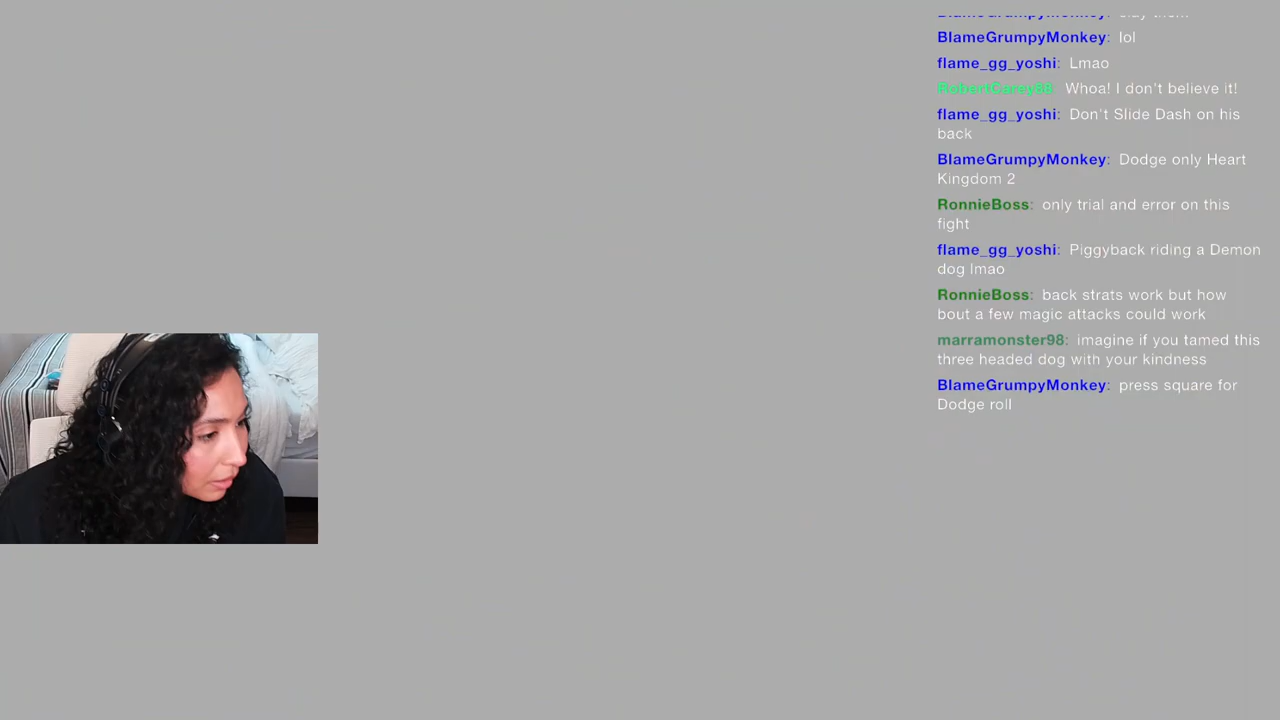 BlameGrumpyMonkey: slay them
BlameGrumpyMonkey: lol
flame_gg_yoshi: Lmao
RobertCarey88: Whoa! I don't believe it!
flame_gg_yoshi: Don't Slide Dash on his
back
BlameGrumpyMonkey: Dodge only Heart
Kingdom 2
RonnieBoss: only trial and error on this
fight
flame_gg_yoshi: Piggyback riding a Demon
dog lmao
RonnieBoss: back strats work but how
bout a few magic attacks could work
marramonster98: imagine if you tamed this
three headed dog with your kindness
BlameGrumpyMonkey: press square for
Dodge roll